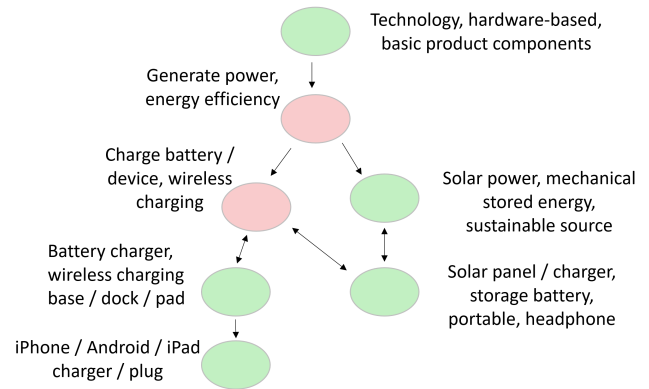 Technology, hardware-based,
basic product components
Generate power,
energy efficiency
Charge battery /
device, wireless
charging
Solar power, mechanical
stored energy,
sustainable source
Battery charger,
wireless charging
base / dock / pad
Solar panel / charger,
storage battery,
portable, headphone
iPhone / Android / iPad
charger / plug